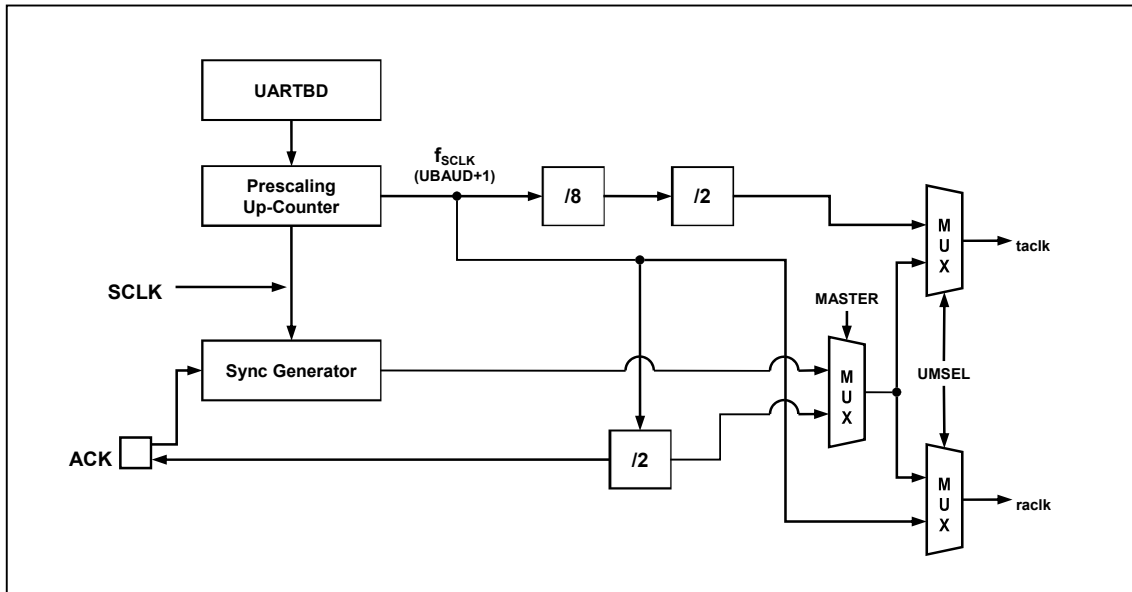 UARTBD
Prescaling
Up-Counter
fSCLK
(UBAUD+1)
/8
/2
MUX
taclk
SCLK
MASTER
Sync Generator
MUX
UMSEL
ACK
/2
MUX
raclk